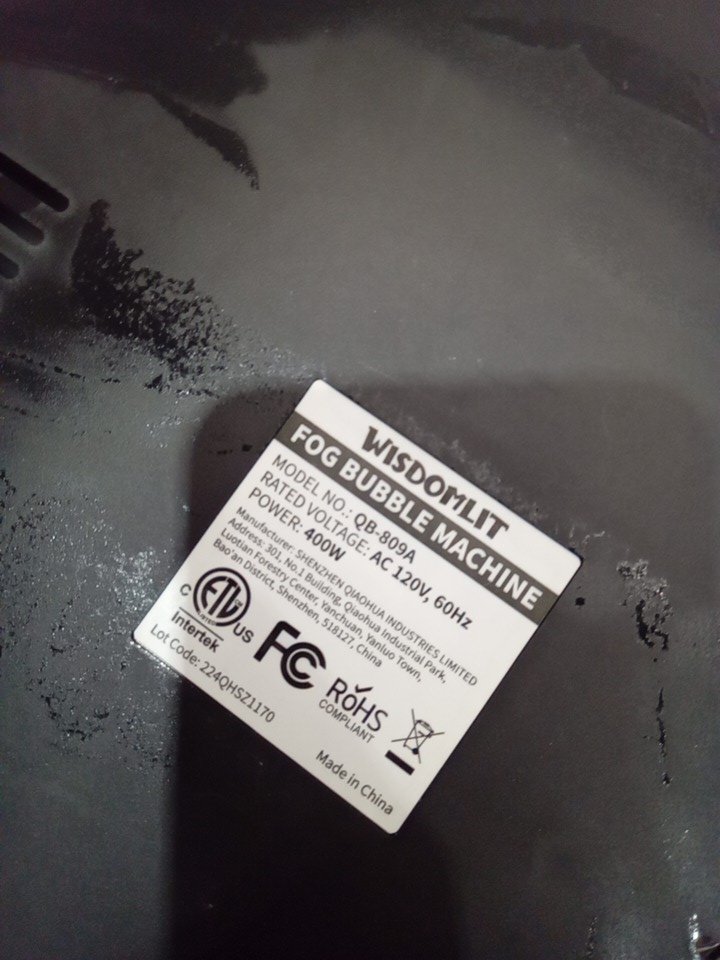 WISDOMLIT
FOG BUBBLE MACHINE
MODEL NO.: QB-809A
RATED VOLTAGE: AC 120V, 60Hz
POWER: 400W
Manufacturer: SHENZHEN QIAOHUA INDUSTRIES LIMITED
Address: 301, No.1 Building, Qiaohua Industrial Park,
Luotian Forestry Center, Yanchuan, Yanluo Town,
Bao'an District, Shenzhen, 518127, China
C ETL US
LISTED
Intertek
FC
RoHS
COMPLIANT
Lot Code: 224QHSZ1170
Made in China